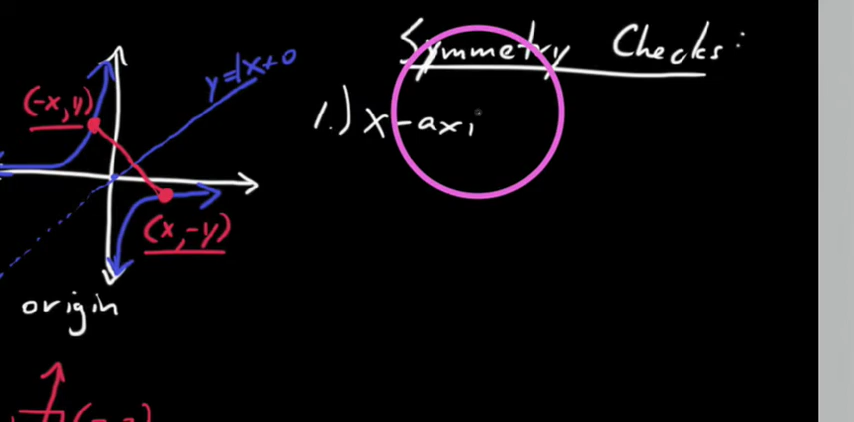 Symmetry Checks:
y=1x+0
(-x,y)
1.) x-axi
(x,-y)
origin